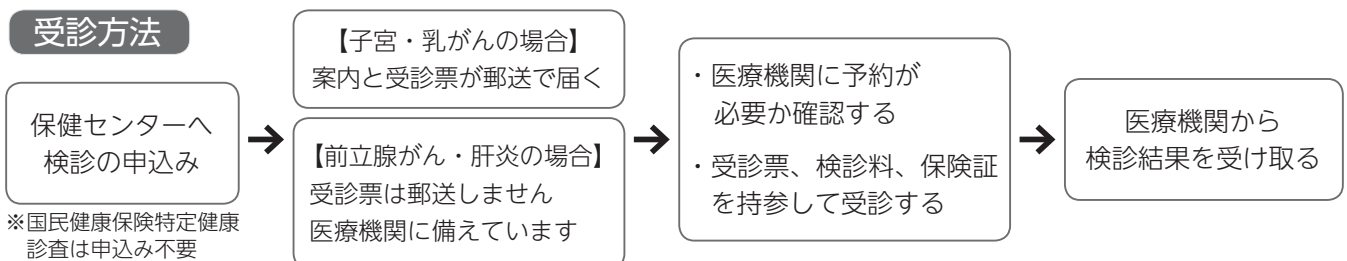 受診方法
保健センターへ
検診の申込み
※国民健康保険特定健康
診査は申込み不要
【子宮・乳がんの場合】
案内と受診票が郵送で届く
【前立腺がん・肝炎の場合】
受診票は郵送しません
医療機関に備えています
・医療機関に予約が
必要か確認する
・受診票、検診料、保険証
を持参して受診する
医療機関から
検診結果を受け取る